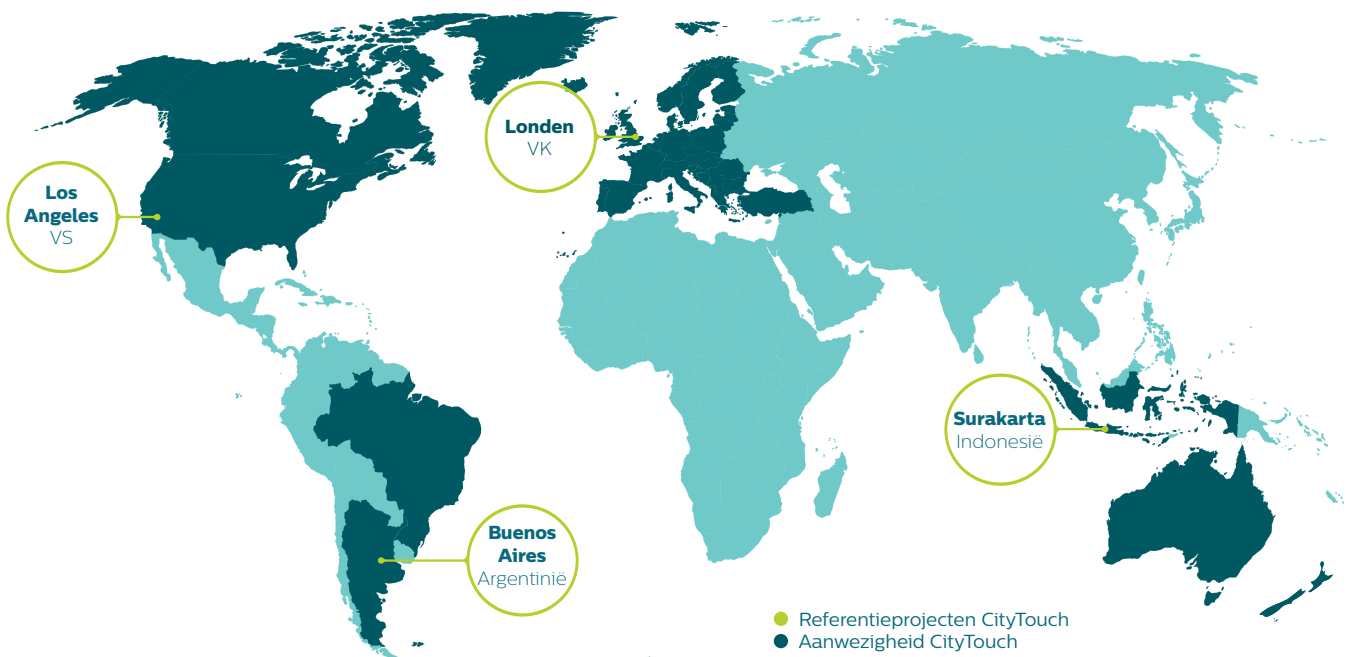 Londen
VK
Los
Angeles
VS
Surakarta
Indonesië
Buenos
Aires
Argentinië
Referentieprojecten CityTouch
Aanwezigheid CityTouch